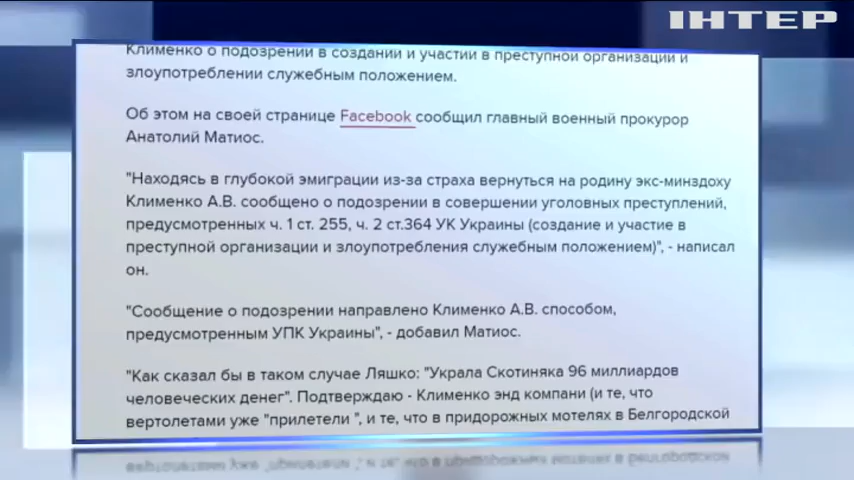 ІНТЕР
Клименко о подозрении в создании и участии в преступной организации и
злоупотреблении служебным положением.
Об этом на своей странице Facebook сообщил главный военный прокурор
Анатолий Матиос.
"Находясь в глубокой эмиграции из-за страха вернуться на родину экс-миндоху
Клименко А.В. сообщено о подозрении в совершении уголовных преступлений,
предусмотренных ч. 1 ст. 255, ч. 2 ст.364 УК Украины (создание и участие в
преступной организации и злоупотребления служебным положением)", - написал
он.
"Сообщение о подозрении направлено Клименко А.В. способом,
предусмотренным УПК Украины", - добавил Матиос.
"Как сказал бы в таком случае Ляшко: "Украла Скотиняка 96 миллиардов
человеческих денег". Подтверждаю - Клименко энд компани (и те, что
вертолетами уже "прилетели ", и те, что в придорожных мотелях в Белгородской